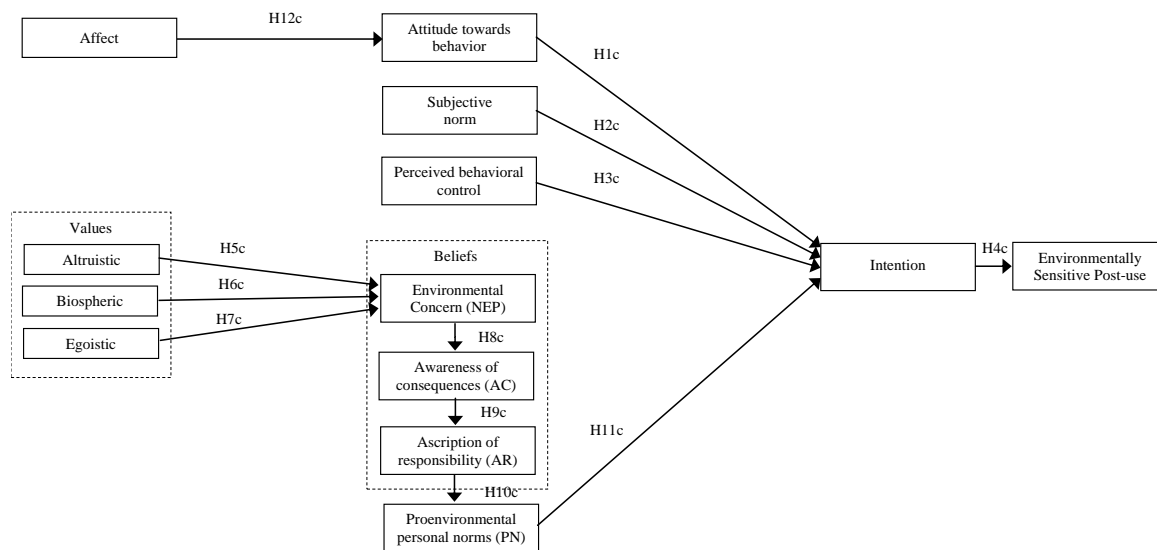 H12c
Affect
Attitude towards
behavior
H1c
Subjective
norm
H2c
Perceived behavioral
control
H3c
Values
Altruistic
H5c
Biospheric
H6c
Egoistic
H7c
Beliefs
Environmental
Concern (NEP)
H8c
Awareness of
consequences (AC)
H9c
Ascription of
responsibility (AR)
H10c
Proenvironmental
personal norms (PN)
H11c
Intention
H4c
Environmentally
Sensitive Post-use